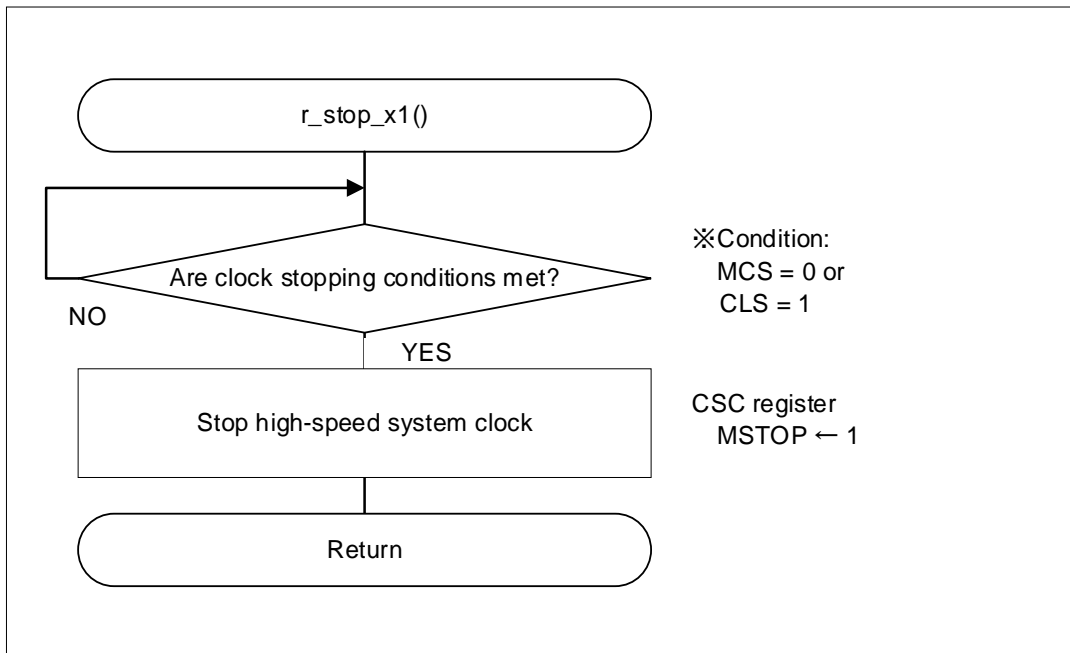 r_stop_x1()
Are clock stopping conditions met?
※Condition:
MCS = 0 or
CLS = 1
NO
YES
Stop high-speed system clock
CSC register
MSTOP ← 1
Return